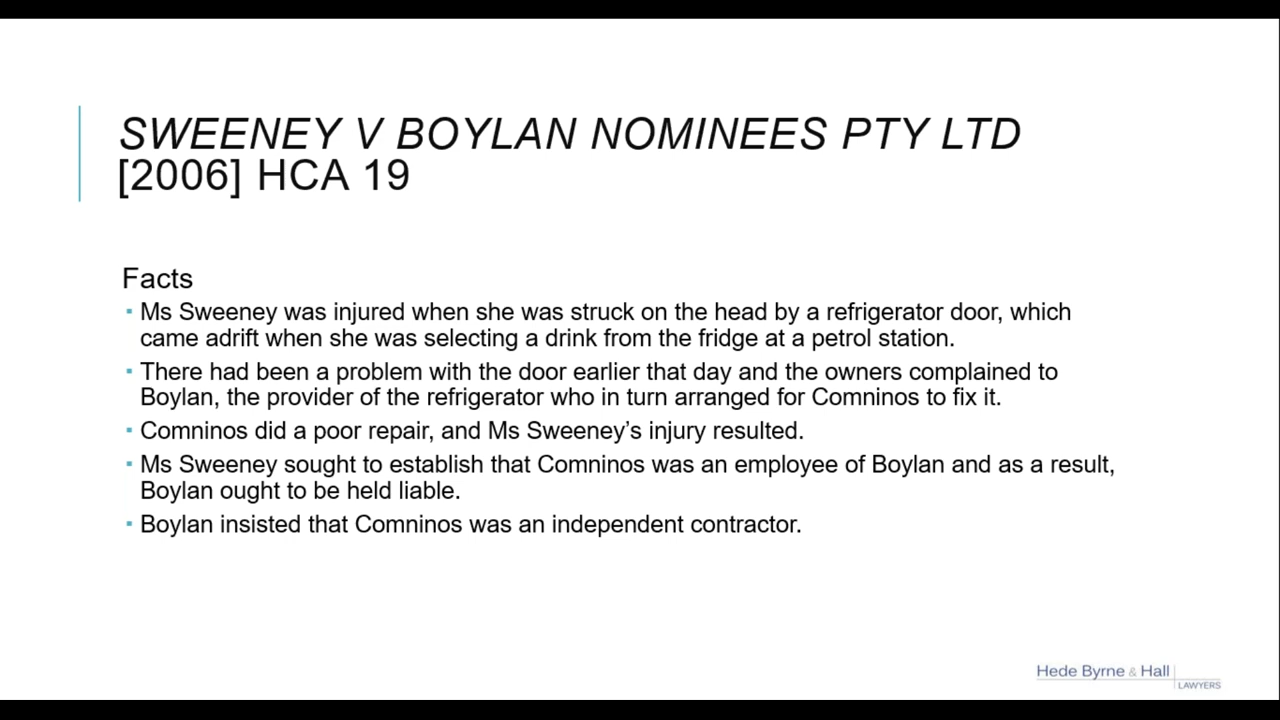 SWEENEY V BOYLAN NOMINEES PTY LTD
[2006] HCA 19
Facts
▪ Ms Sweeney was injured when she was struck on the head by a refrigerator door, which
came adrift when she was selecting a drink from the fridge at a petrol station.
▪ There had been a problem with the door earlier that day and the owners complained to
Boylan, the provider of the refrigerator who in turn arranged for Comninos to fix it.
▪ Comninos did a poor repair, and Ms Sweeney’s injury resulted.
▪ Ms Sweeney sought to establish that Comninos was an employee of Boylan and as a result,
Boylan ought to be held liable.
▪ Boylan insisted that Comninos was an independent contractor.
Hede Byrne & Hall
LAWYERS